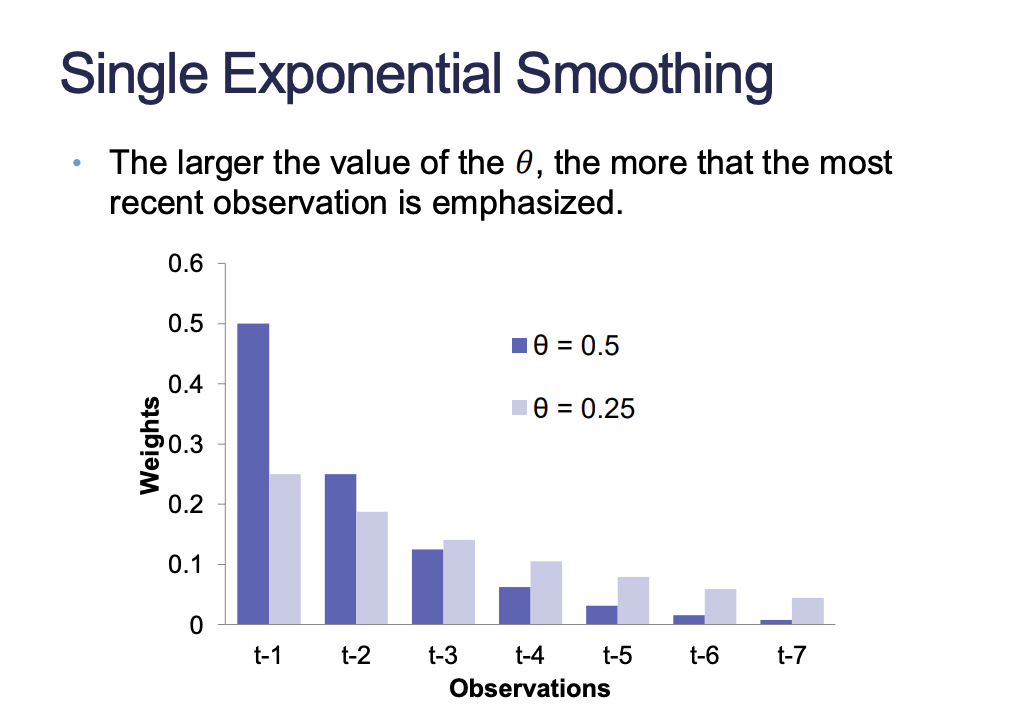 Single Exponential Smoothing
• The larger the value of the θ, the more that the most
recent observation is emphasized.
0.6
0.5
0.4
0.3
0.2
0.1
0
Weights
θ = 0.5
θ = 0.25
t-1 t-2 t-3 t-4 t-5 t-6 t-7
Observations